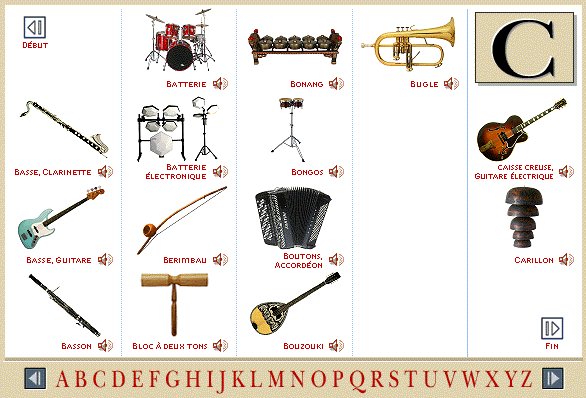 DÉBUT
BATTERIE
BONANG
BUGLE
C
BASSE, CLARINETTE
BATTERIE
ÉLECTRONIQUE
BONGOS
CAISSE CREUSE,
GUITARE ÉLECTRIQUE
BASSE, GUITARE
BERIMBAU
BOUTONS,
ACCORDÉON
CARILLON
BASSON
BLOC À DEUX TONS
BOUZOUKI
FIN
A B C D E F G H I J K L M N O P Q R S T U V W X Y Z